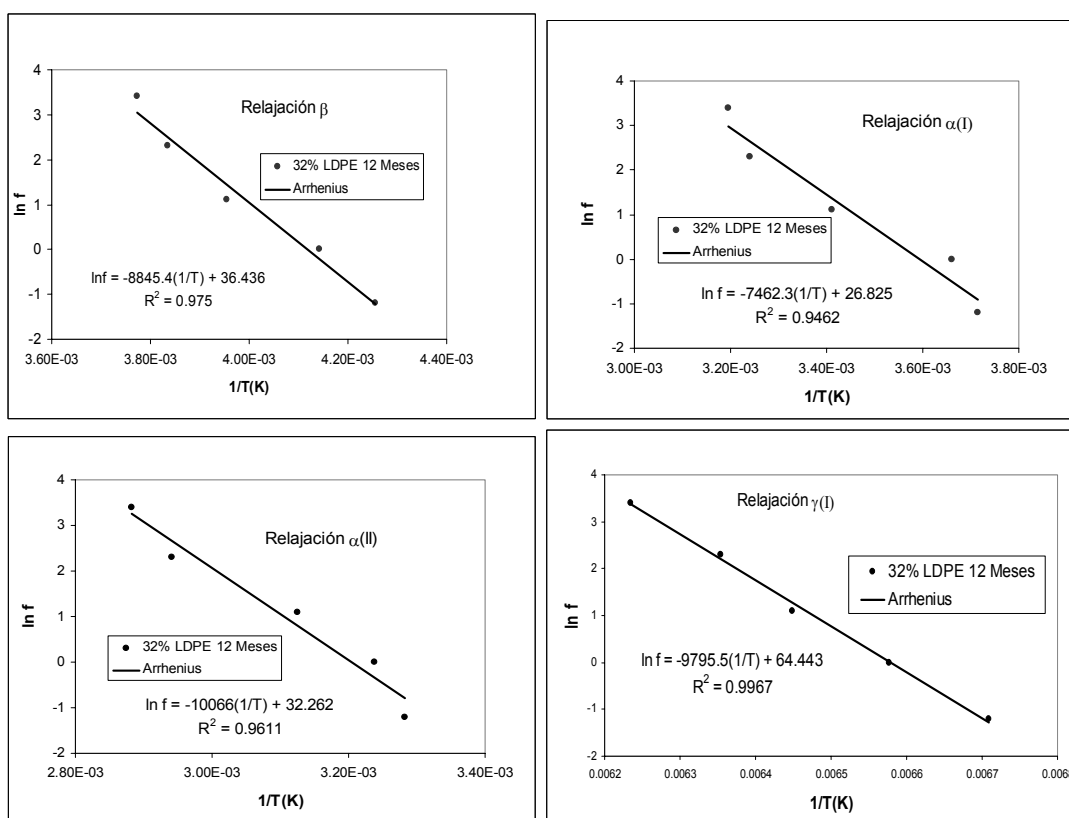 4
3
2
1
0
-1
-2
ln f
Relajación β
32% LDPE 12 Meses
Arrhenius
lnf = -8845.4(1/T) + 36.436
R² = 0.975
3.60E-03 3.80E-03 4.00E-03 4.20E-03 4.40E-03
1/T(K)
4
3
2
1
0
-1
-2
ln f
Relajación α(I)
32% LDPE 12 Meses
Arrhenius
ln f = -7462.3(1/T) + 26.825
R² = 0.9462
3.00E-03 3.20E-03 3.40E-03 3.60E-03 3.80E-03
1/T(K)
4
3
2
1
0
-1
-2
ln f
Relajación α(II)
32% LDPE 12 Meses
Arrhenius
ln f = -10066(1/T) + 32.262
R² = 0.9611
2.80E-03 3.00E-03 3.20E-03 3.40E-03
1/T(K)
4
3
2
1
0
-1
-2
ln f
Relajación γ(I)
32% LDPE 12 Meses
Arrhenius
ln f = -9795.5(1/T) + 64.443
R² = 0.9967
0.0062 0.0063 0.0064 0.0065 0.0066 0.0067 0.0068
1/T(K)